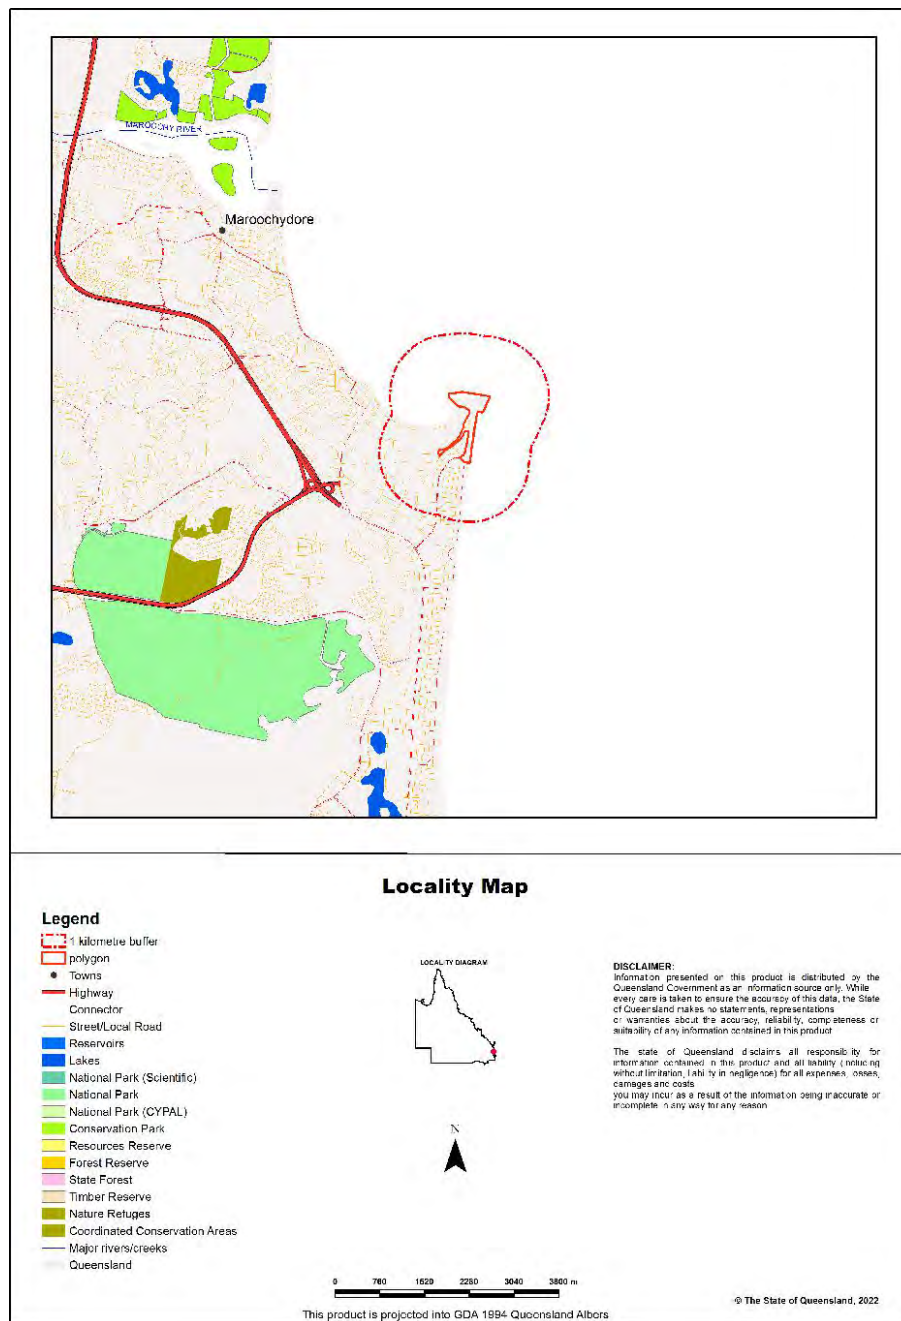 MAROOCHY RIVER
Maroochydore
Locality Map
Legend
1 kilometre buffer
polygon
Towns
Highway
Connector
Street/Local Road
Reservoirs
Lakes
National Park (Scientific)
National Park
National Park (CYPAL)
Conservation Park
Resources Reserve
Forest Reserve
State Forest
Timber Reserve
Nature Refuges
Coordinated Conservation Areas
Major rivers/creeks
Queensland
LOCALITY DIAGRAM
N
0 760 1520 2280 3040 3800 m
This product is projected into GDA 1994 Queensland Albers
DISCLAIMER:
Information presented on this product is distributed by the
Queensland Government as an information source only. While
every care is taken to ensure the accuracy of this data, the State
of Queensland makes no statements, representations
or warranties about the accuracy, reliability, completeness or
suitability of any information contained in this product
The state of Queensland disclaims all responsibility for
information contained in this product and all liability (including
without limitation, liability in negligence) for all expenses, losses,
damages and costs
you may incur as a result of the information being inaccurate or
incomplete in any way for any reason
© The State of Queensland, 2022